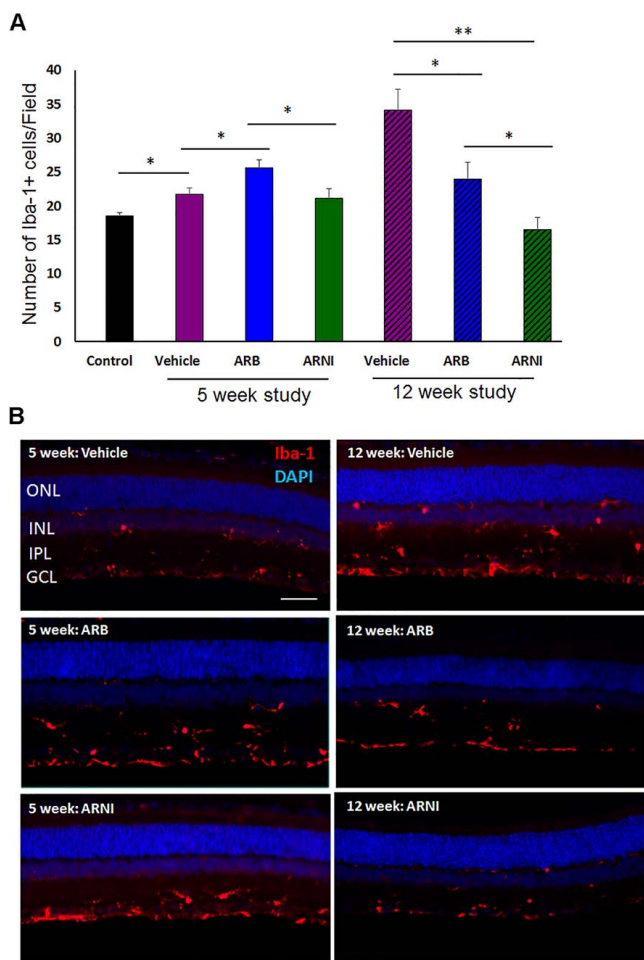 A
**
*
*
*
*
*
40
35
30
25
20
15
10
5
0
Number of Iba-1+ cells/Field
Control Vehicle ARB ARNI Vehicle ARB ARNI
5 week study 12 week study
B
5 week: Vehicle Iba-1
DAPI
ONL
INL
IPL
GCL
12 week: Vehicle
5 week: ARB
12 week: ARB
5 week: ARNI
12 week: ARNI